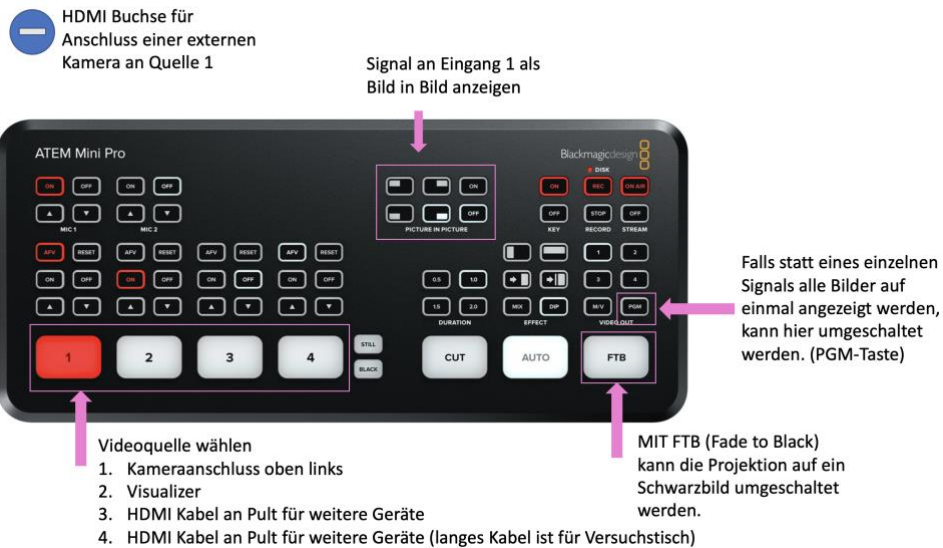 HDMI Buchse für
Anschluss einer externen
Kamera an Quelle 1
Signal an Eingang 1 als
Bild in Bild anzeigen
ATEM Mini Pro
Blackmagicdesign
DISK
ON OFF ON OFF ON ON REC ON AIR
▲ ▼ ▲ ▼ OFF OFF STOP OFF
MIC 1 MIC 2 PICTURE IN PICTURE KEY RECORD STREAM
AFV RESET AFV RESET AFV RESET AFV RESET 1 2
ON OFF ON OFF ON OFF ON OFF 0.5 1.0 3 4
▲ ▼ ▲ ▼ ▲ ▼ ▲ ▼ 1.5 2.0 MIX DIP M/V PGM
DURATION EFFECT VIDEO OUT
1 2 3 4 STILL CUT AUTO FTB
BLACK
Falls statt eines einzelnen
Signals alle Bilder auf
einmal angezeigt werden,
kann hier umgeschaltet
werden. (PGM-Taste)
Videoquelle wählen
1. Kameraanschluss oben links
2. Visualizer
3. HDMI Kabel an Pult für weitere Geräte
4. HDMI Kabel an Pult für weitere Geräte (langes Kabel ist für Versuchstisch)
MIT FTB (Fade to Black)
kann die Projektion auf ein
Schwarzbild umgeschaltet
werden.